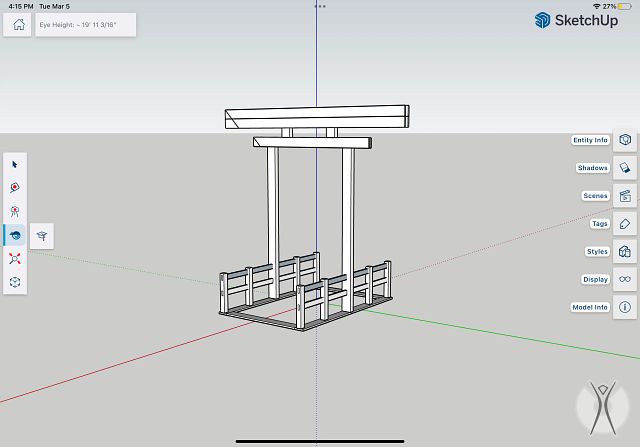 4:15 PM Tue Mar 5
27%
Eye Height: ~ 19' 11 3/16"
SketchUp
Entity Info
Shadows
Scenes
Tags
Styles
Display
Model Info